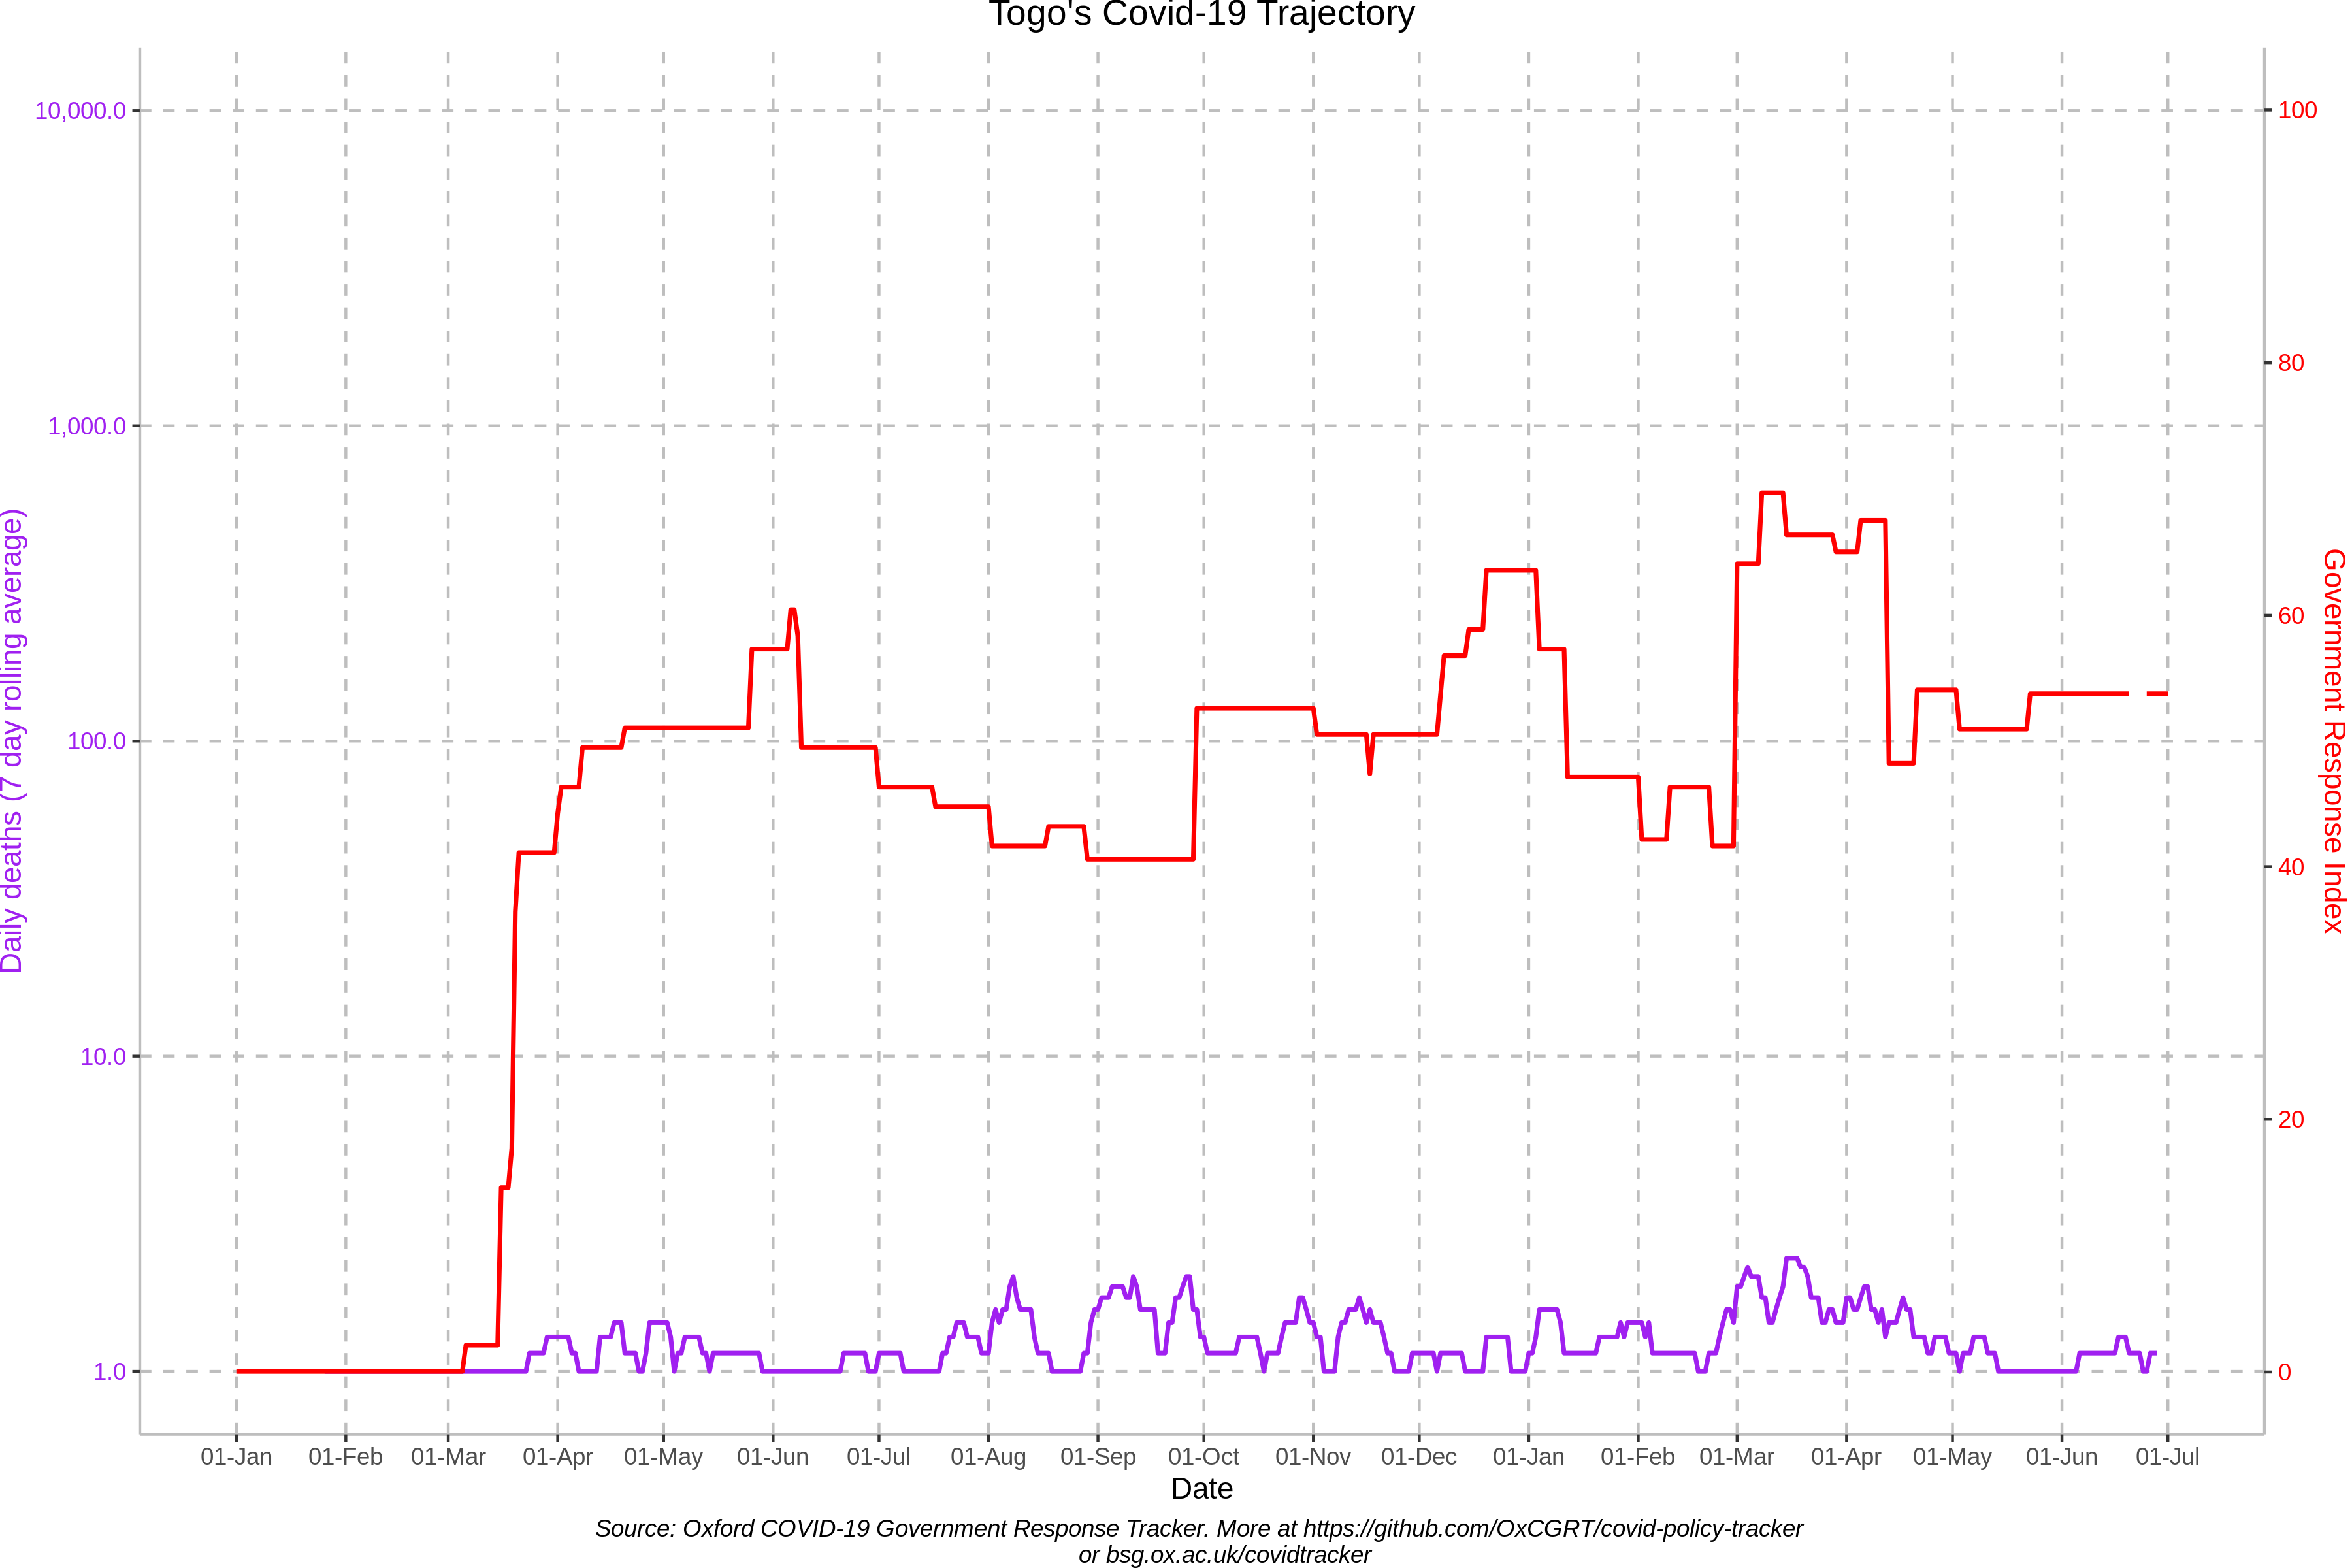 Togo's Covid-19 Trajectory
10,000.0
1,000.0
100.0
10.0
1.0
Daily deaths (7 day rolling average)
100
80
60
40
20
0
Government Response Index
01-Jan 01-Feb 01-Mar 01-Apr 01-May 01-Jun 01-Jul 01-Aug 01-Sep 01-Oct 01-Nov 01-Dec 01-Jan 01-Feb 01-Mar 01-Apr 01-May 01-Jun 01-Jul
Date
Source: Oxford COVID-19 Government Response Tracker. More at https://github.com/OxCGRT/covid-policy-tracker
or bsg.ox.ac.uk/covidtracker